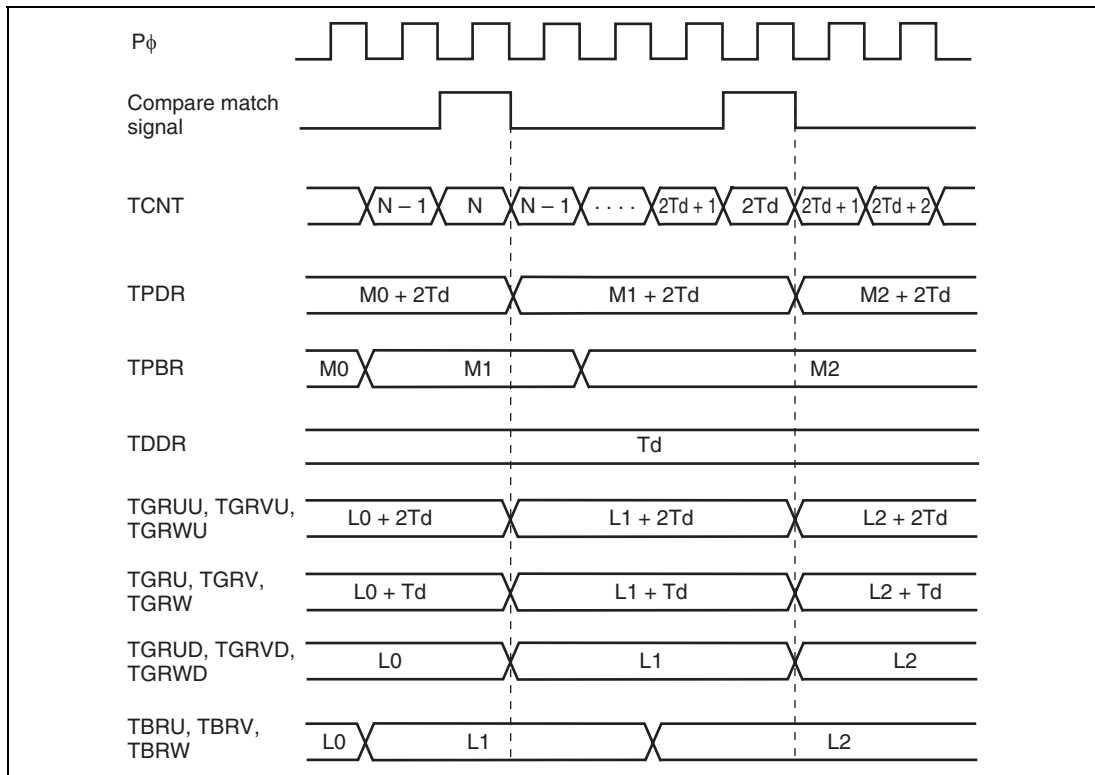 Pϕ
Compare match
signal
TCNT
N – 1 N N – 1 · · · · 2Td + 1 2Td 2Td + 1 2Td + 2
TPDR
M0 + 2Td M1 + 2Td M2 + 2Td
TPBR
M0 M1 M2
TDDR
Td
TGRUU, TGRVU,
TGRWU
L0 + 2Td L1 + 2Td L2 + 2Td
TGRU, TGRV,
TGRW
L0 + Td L1 + Td L2 + Td
TGRUD, TGRVD,
TGRWD
L0 L1 L2
TBRU, TBRV,
TBRW
L0 L1 L2